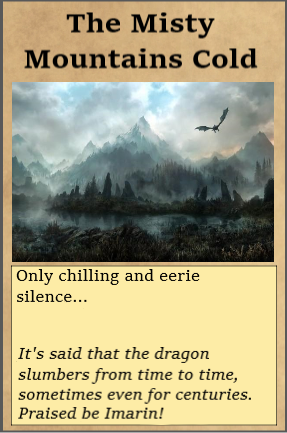 The Misty
Mountains Cold
Only chilling and eerie
silence...
It's said that the dragon
slumbers from time to time,
sometimes even for centuries.
Praised be Imarin!